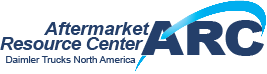 Aftermarket
Resource Center
ARC
Daimler Trucks North America